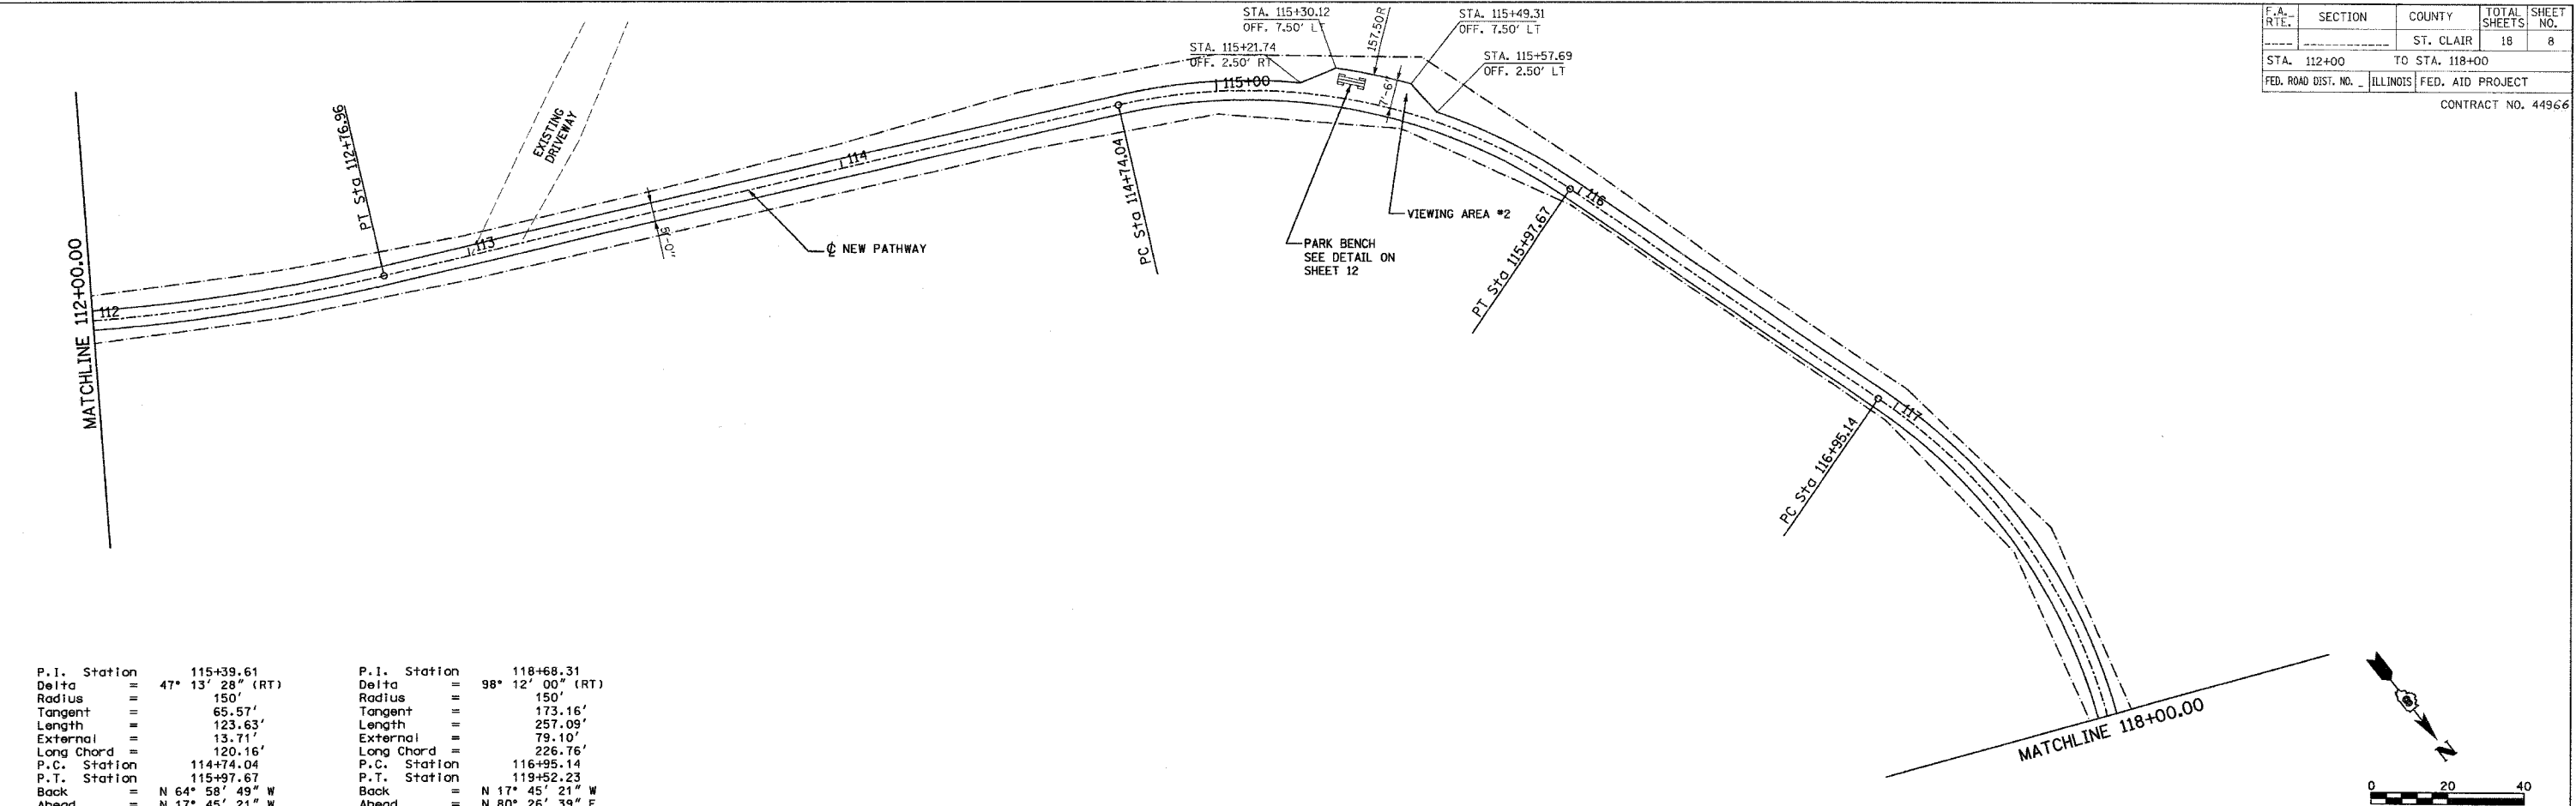 F.A. RTE. SECTION COUNTY TOTAL SHEETS SHEET NO.
---- ------------ ST. CLAIR 18 8
STA. 112+00 TO STA. 118+00
FED. ROAD DIST. NO. _ ILLINOIS FED. AID PROJECT
CONTRACT NO. 44966
STA. 115+30.12
OFF. 7.50' LT
157.50R
STA. 115+49.31
OFF. 7.50' LT
STA. 115+21.74
OFF. 2.50' RT
STA. 115+57.69
OFF. 2.50' LT
115+00
7'-6"
EXISTING
DRIVEWAY
PT Sta 112+76.96
114
PC Sta 114+74.04
116
VIEWING AREA #2
113
5'-0"
₵ NEW PATHWAY
PARK BENCH
SEE DETAIL ON
SHEET 12
PT Sta 115+97.67
MATCHLINE 112+00.00
112
117
PC Sta 116+95.14
MATCHLINE 118+00.00
N
0 20 40
P.I. Station 115+39.61
Delta = 47° 13' 28" (RT)
Radius = 150'
Tangent = 65.57'
Length = 123.63'
External = 13.71'
Long Chord = 120.16'
P.C. Station 114+74.04
P.T. Station 115+97.67
Back = N 64° 58' 49" W
Ahead = N 17° 45' 21" W
P.I. Station 118+68.31
Delta = 98° 12' 00" (RT)
Radius = 150'
Tangent = 173.16'
Length = 257.09'
External = 79.10'
Long Chord = 226.76'
P.C. Station 116+95.14
P.T. Station 119+52.23
Back = N 17° 45' 21" W
Ahead = N 80° 26' 39" E